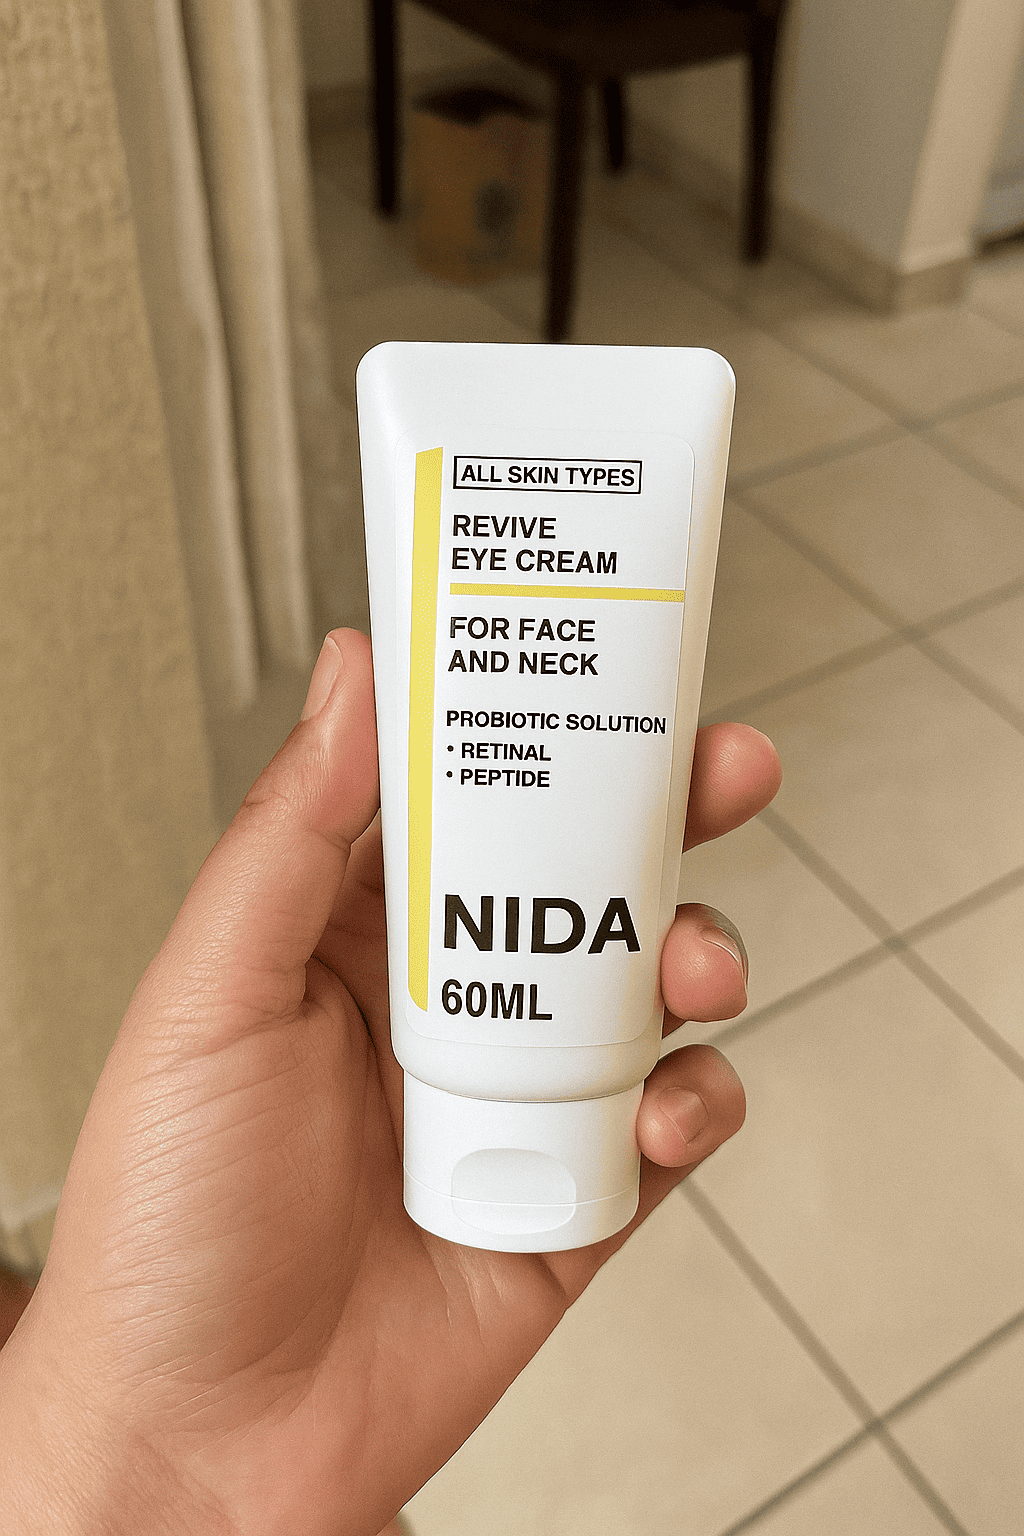 ALL SKIN TYPES
REVIVE
EYE CREAM
FOR FACE
AND NECK
PROBIOTIC SOLUTION
• RETINAL
• PEPTIDE
NIDA
60ML